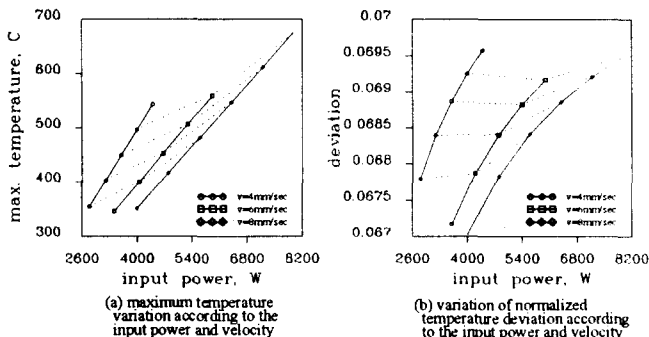 700
600
500
400
300
max. temperature, C
2600 4000 5400 6800 8200
input power, W
v=4mm/sec
v=6mm/sec
v=8mm/sec
(a) maximum temperature
variation according to the
input power and velocity
0.07
0.0695
0.069
0.0685
0.068
0.0675
0.067
deviation
2600 4000 5400 6800 8200
input power, W
v=4mm/sec
v=6mm/sec
v=8mm/sec
(b) variation of normalized
temperature deviation according
to the input power and velocity